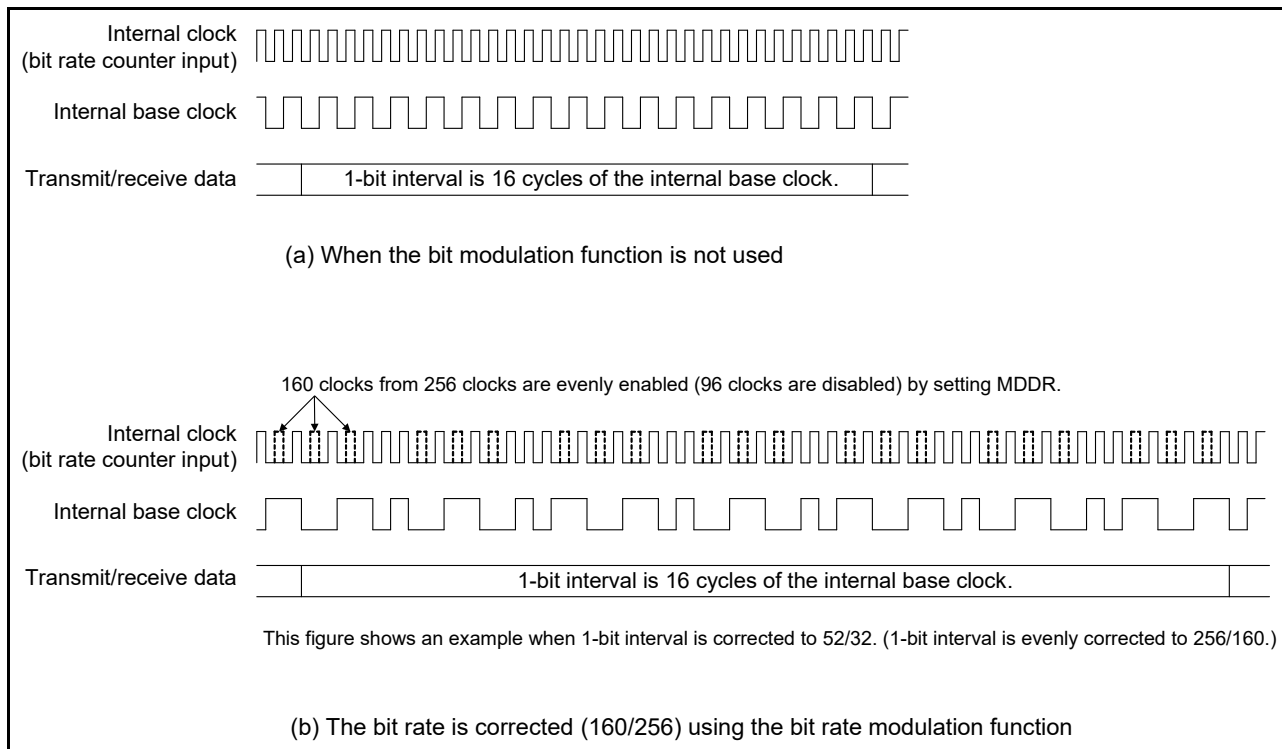 Internal clock
(bit rate counter input)
Internal base clock
Transmit/receive data
1-bit interval is 16 cycles of the internal base clock.
(a) When the bit modulation function is not used
160 clocks from 256 clocks are evenly enabled (96 clocks are disabled) by setting MDDR.
Internal clock
(bit rate counter input)
Internal base clock
Transmit/receive data
1-bit interval is 16 cycles of the internal base clock.
This figure shows an example when 1-bit interval is corrected to 52/32. (1-bit interval is evenly corrected to 256/160.)
(b) The bit rate is corrected (160/256) using the bit rate modulation function